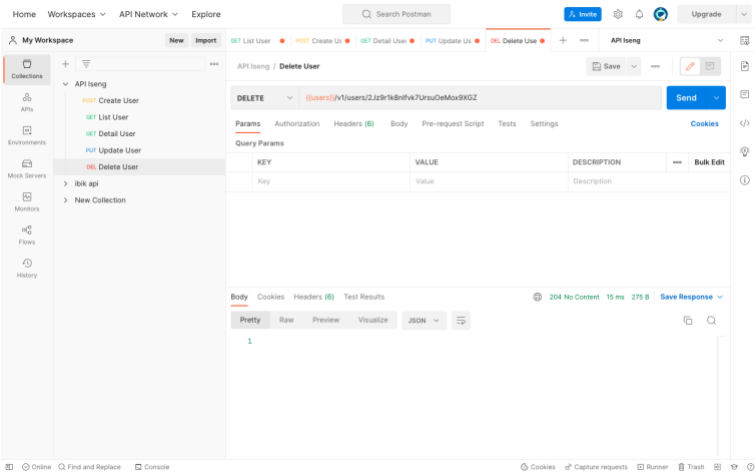 Home Workspaces API Network Explore Search Postman Invite Upgrade
My Workspace New Import GET List User POST Create Us GET Detail User PUT Update Us DEL Delete Use API Iseng
API Iseng / Delete User Save
Collections
APIs
Environments
Mock Servers
Monitors
Flows
History
API Iseng
POST Create User
GET List User
GET Detail User
PUT Update User
DEL Delete User
ibik api
New Collection
DELETE Send
Params Authorization Headers (6) Body Pre-request Script Tests Settings Cookies
Query Params
KEY VALUE DESCRIPTION Bulk Edit
Key Value Description
Body Cookies Headers (6) Test Results 204 No Content 15 ms 275 B Save Response
Pretty Raw Preview Visualize JSON
1
Online Find and Replace Console Cookies Capture requests Runner Trash